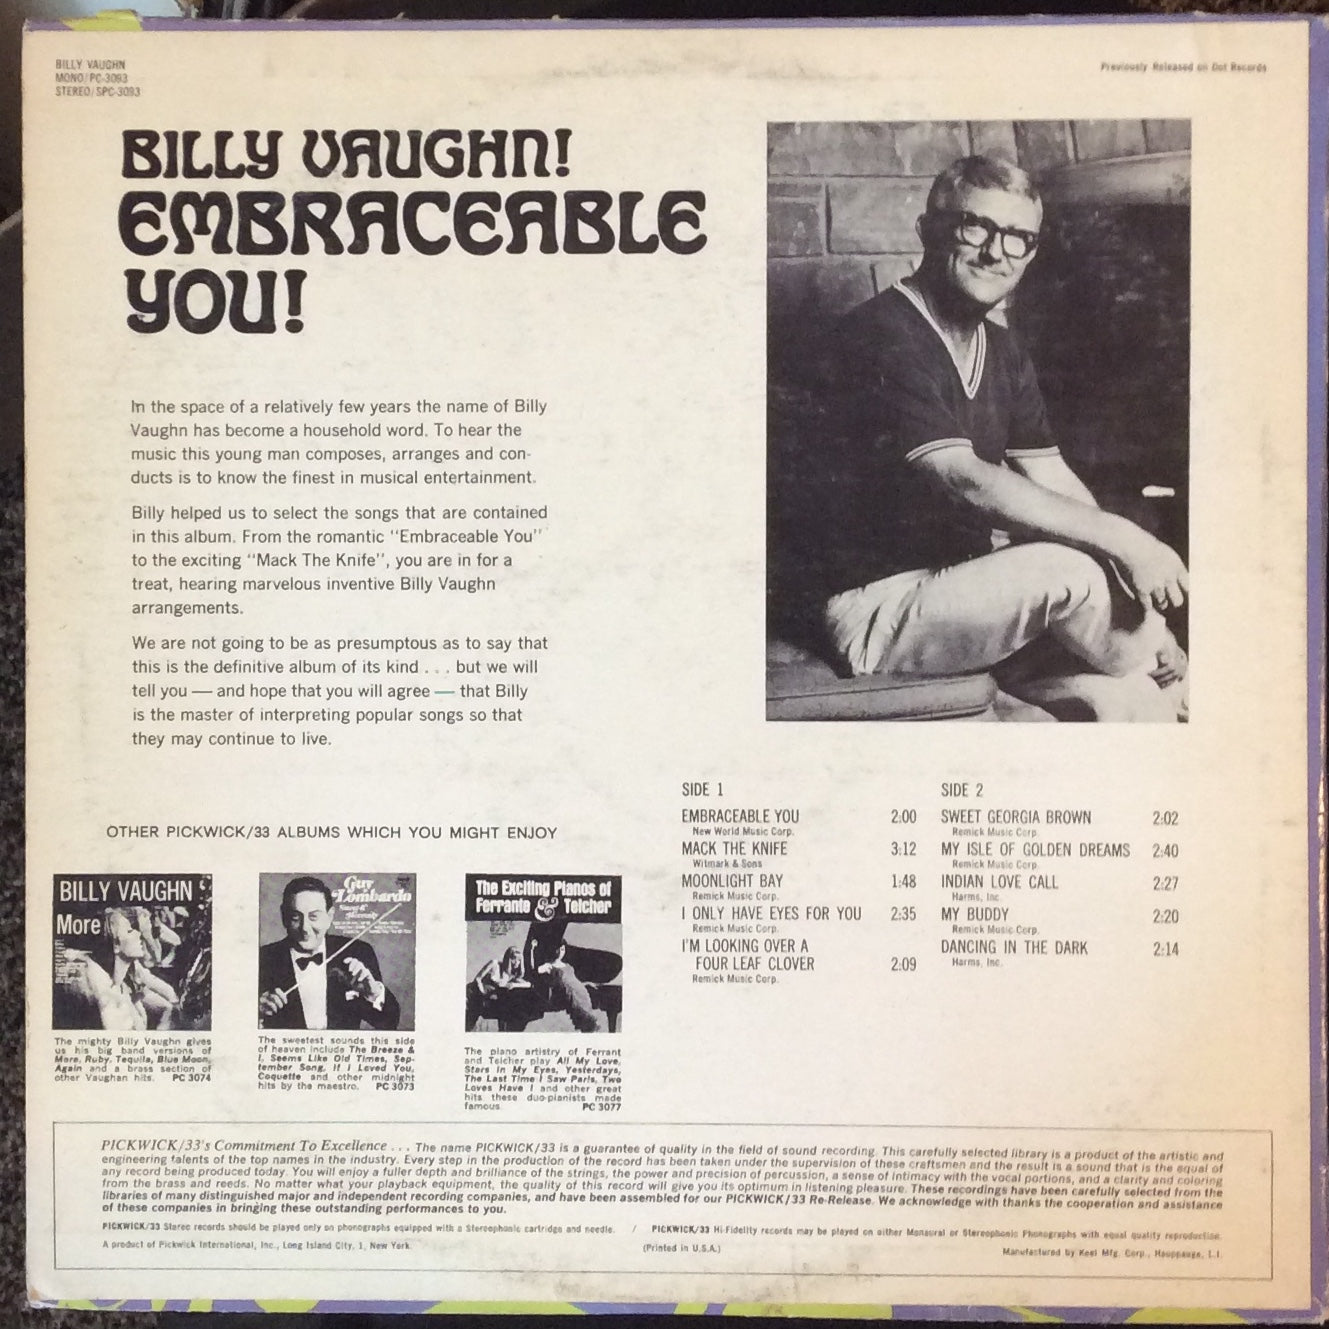 BILLY VAUGHN
MONO/PC-3093
STEREO/SPC-3093
Previously Released on Dot Records
BILLY VAUGHN!
EMBRACEABLE
YOU!
In the space of a relatively few years the name of Billy
Vaughn has become a household word. To hear the
music this young man composes, arranges and con-
ducts is to know the finest in musical entertainment.
Billy helped us to select the songs that are contained
in this album. From the romantic "Embraceable You"
to the exciting "Mack The Knife", you are in for a
treat, hearing marvelous inventive Billy Vaughn
arrangements.
We are not going to be as presumptous as to say that
this is the definitive album of its kind . . . but we will
tell you — and hope that you will agree — that Billy
is the master of interpreting popular songs so that
they may continue to live.
SIDE 1
EMBRACEABLE YOU 2:00
New World Music Corp.
MACK THE KNIFE 3:12
Witmark & Sons
MOONLIGHT BAY 1:48
Remick Music Corp.
I ONLY HAVE EYES FOR YOU 2:35
Remick Music Corp.
I'M LOOKING OVER A
FOUR LEAF CLOVER 2:09
Remick Music Corp.
SIDE 2
SWEET GEORGIA BROWN 2:02
Remick Music Corp.
MY ISLE OF GOLDEN DREAMS 2:40
Remick Music Corp.
INDIAN LOVE CALL 2:27
Harms, Inc.
MY BUDDY 2:20
Remick Music Corp.
DANCING IN THE DARK 2:14
Harms, Inc.
OTHER PICKWICK/33 ALBUMS WHICH YOU MIGHT ENJOY
BILLY VAUGHN
More
The mighty Billy Vaughn gives
us his big band versions of
More, Ruby, Tequila, Blue Moon,
Again and a brass section of
other Vaughan hits. PC 3074
Guy
Lombardo
The sweetest sounds this side
of heaven include The Breeze &
I, Seems Like Old Times, Sep-
tember Song, If I Loved You,
Coquette and other midnight
hits by the maestro. PC 3073
The Exciting Pianos of
Ferrante & Teicher
The piano artistry of Ferrant
and Teicher play All My Love,
Stars In My Eyes, Yesterdays,
The Last Time I Saw Paris, Two
Loves Have I and other great
hits these duo-pianists made
famous. PC 3077
PICKWICK/33's Commitment To Excellence . . . The name PICKWICK/33 is a guarantee of quality in the field of sound recording. This carefully selected library is a product of the artistic and
engineering talents of the top names in the industry. Every step in the production of the record has been taken under the supervision of these craftsmen and the result is a sound that is the equal of
any record being produced today. You will enjoy a fuller depth and brilliance of the strings, the power and precision of percussion, a sense of intimacy with the vocal portions, and a clarity and coloring
from the brass and reeds. No matter what your playback equipment, the quality of this record will give you its optimum in listening pleasure. These recordings have been carefully selected from the
libraries of many distinguished major and independent recording companies, and have been assembled for our PICKWICK/33 Re-Release. We acknowledge with thanks the cooperation and assistance
of these companies in bringing these outstanding performances to you.
PICKWICK/33 Stereo records should be played only on phonographs equipped with a Stereophonic cartridge and needle. / PICKWICK/33 Hi-Fidelity records may be played on either Monaural or Stereophonic Phonographs with equal quality reproduction.
A product of Pickwick International, Inc., Long Island City, 1, New York. (Printed in U.S.A.) Manufactured by Keel Mfg. Corp., Hauppauge, L.I.